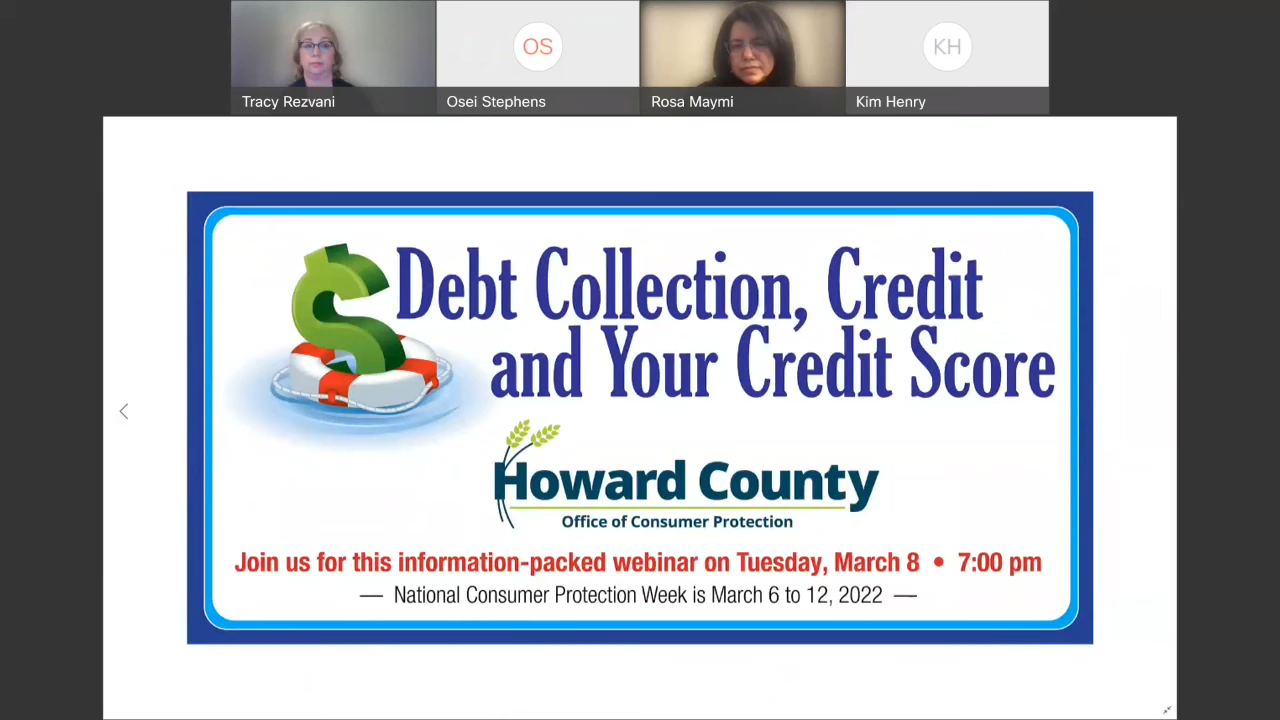 OS
KH
Tracy Rezvani
Osei Stephens
Rosa Maymi
Kim Henry
Debt Collection, Credit
and Your Credit Score
Howard County
Office of Consumer Protection
Join us for this information-packed webinar on Tuesday, March 8 • 7:00 pm
— National Consumer Protection Week is March 6 to 12, 2022 —